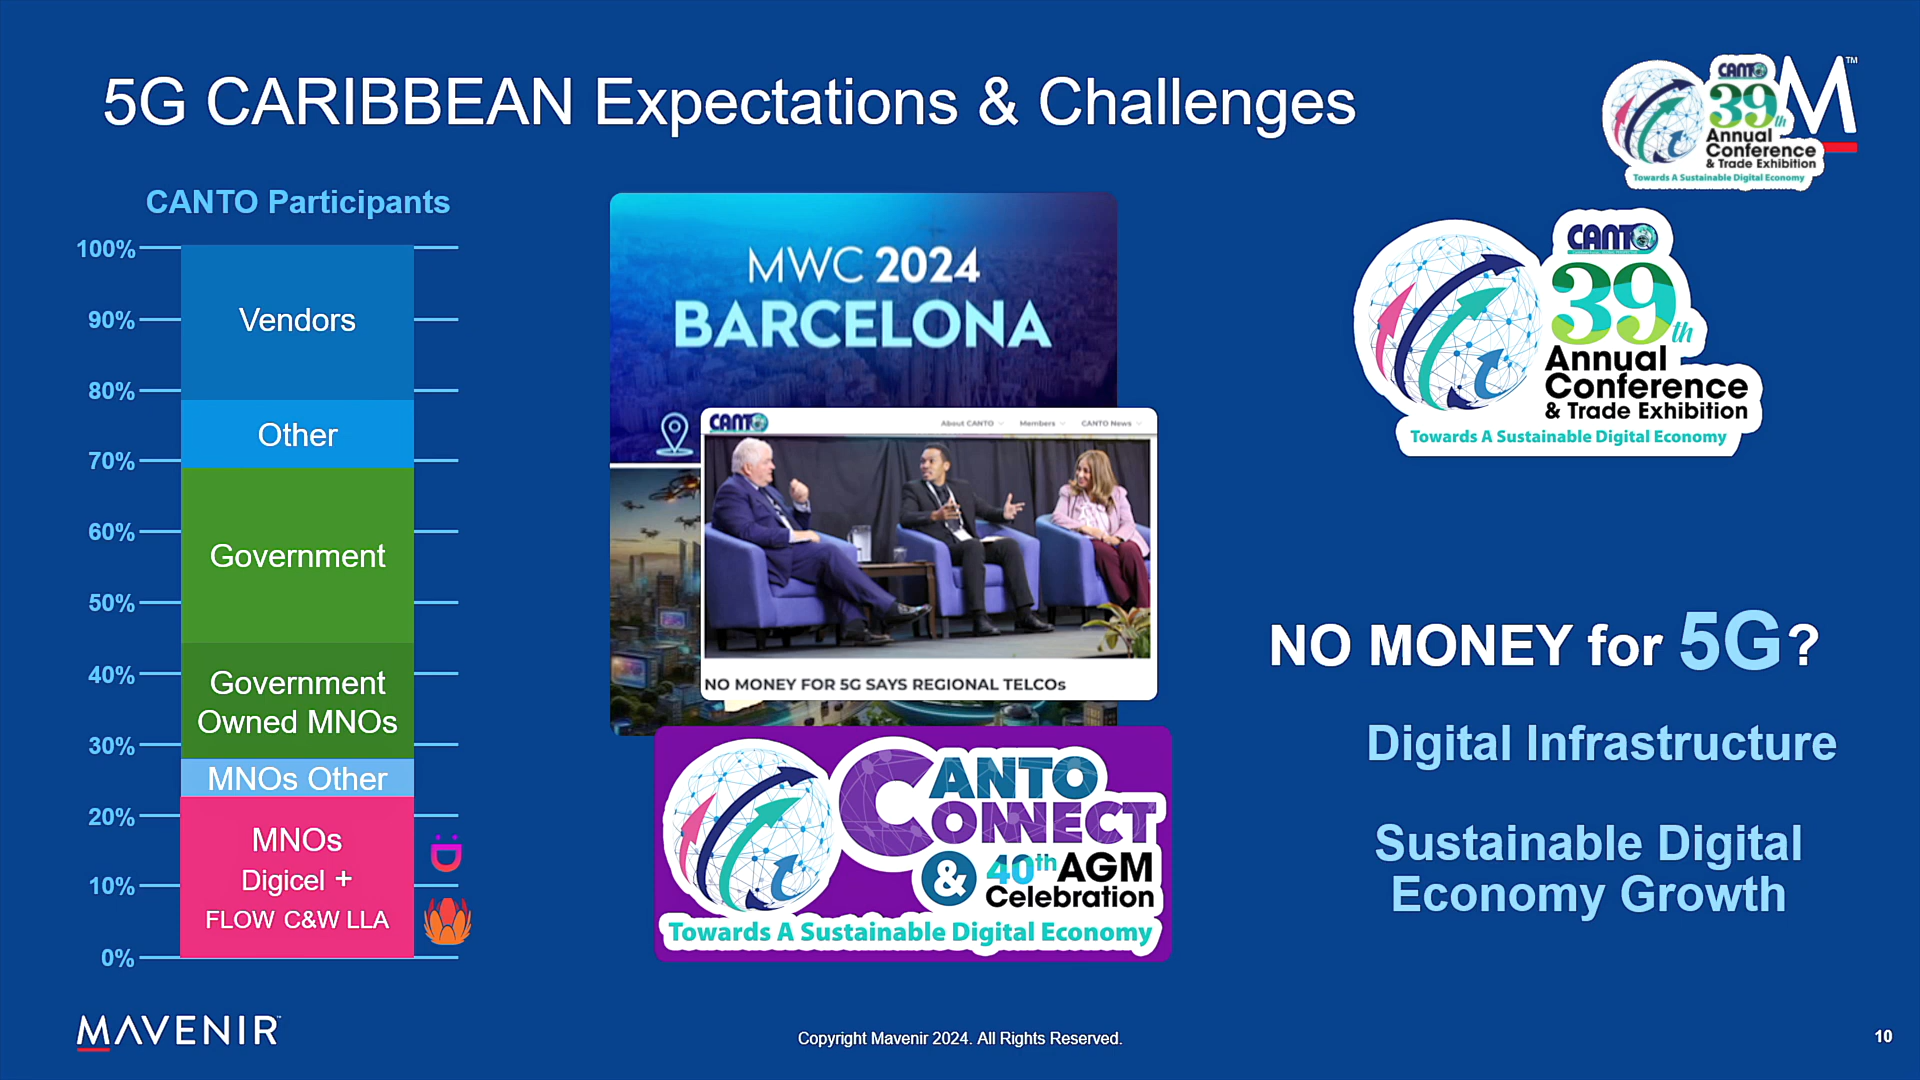 5G CARIBBEAN Expectations & Challenges
CANTO
39th
Annual
Conference
& Trade Exhibition
Towards A Sustainable Digital Economy
M™
CANTO Participants
100%
90%
80%
70%
60%
50%
40%
30%
20%
10%
0%
Vendors
Other
Government
Government
Owned MNOs
MNOs Other
MNOs
Digicel +
FLOW C&W LLA
MWC 2024
BARCELONA
CANTO
About CANTO
Members
CANTO News
NO MONEY FOR 5G SAYS REGIONAL TELCOs
CANTO
CONNECT
& 40th AGM
Celebration
Towards A Sustainable Digital Economy
CANTO
39th
Annual
Conference
& Trade Exhibition
Towards A Sustainable Digital Economy
NO MONEY for 5G?
Digital Infrastructure
Sustainable Digital
Economy Growth
MAVENIR™
Copyright Mavenir 2024. All Rights Reserved.
10